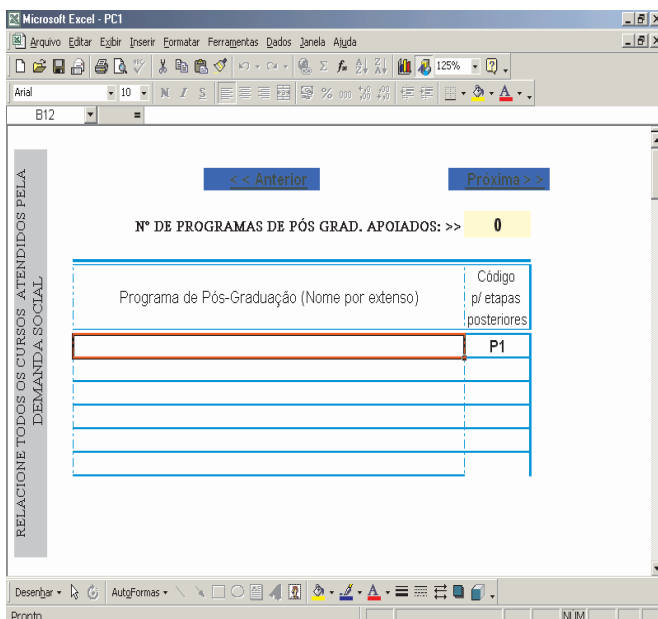 Microsoft Excel - PC1
Arquivo Editar Exibir Inserir Formatar Ferramentas Dados Janela Ajuda
125%
Arial 10 N I S
B12 =
<< Anterior Próxima >>
N° DE PROGRAMAS DE PÓS GRAD. APOIADOS: >> 0
RELACIONE TODOS OS CURSOS ATENDIDOS PELA
DEMANDA SOCIAL
Programa de Pós-Graduação (Nome por extenso)
Código
p/ etapas
posteriores
P1
Desenhar AutoFormas
Pronto NUM